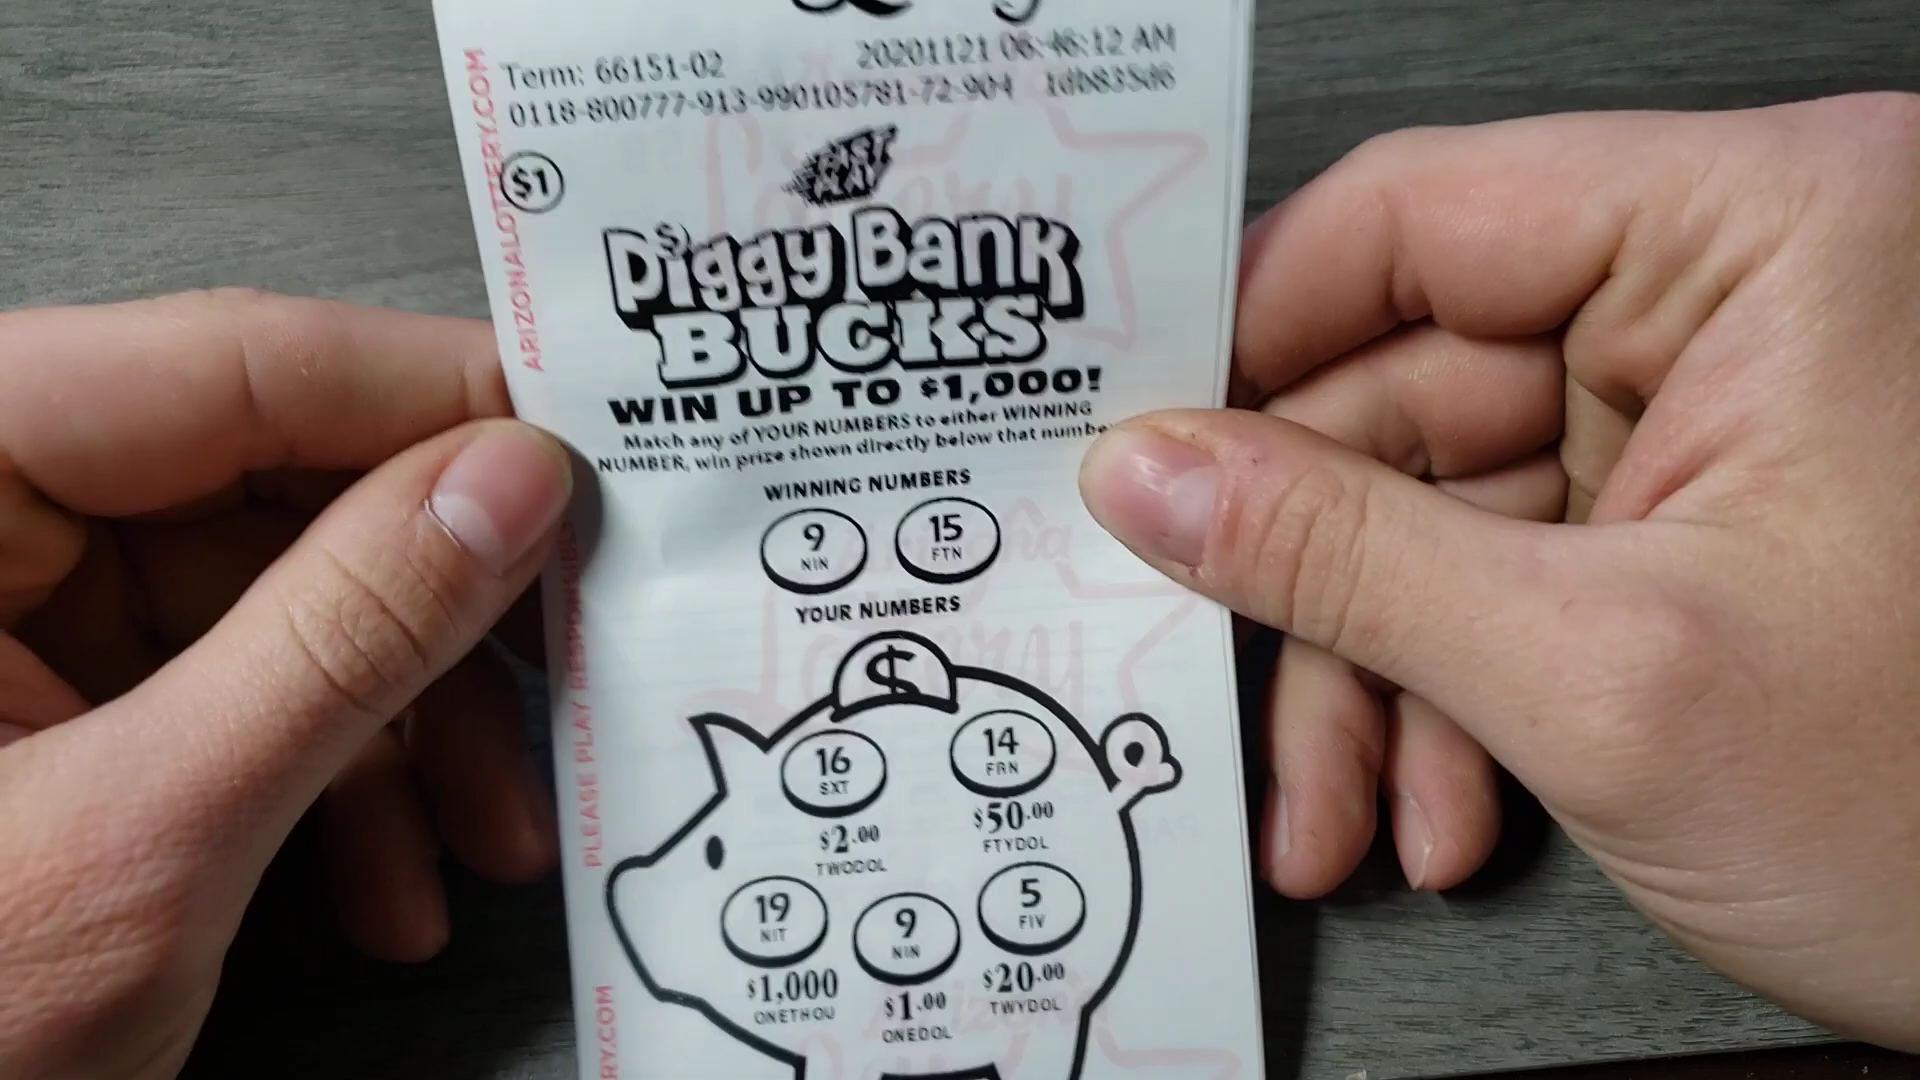 Term: 66151-02 20201121 06:46:12 AM
0118-800777-913-990105781-72-904 1db835d6
$1
FAST
PLAY
Piggy Bank
BUCKS
WIN UP TO $1,000!
Match any of YOUR NUMBERS to either WINNING
NUMBER, win prize shown directly below that numbe
WINNING NUMBERS
9 15
NIN FTN
YOUR NUMBERS
$
16 14
SXT FRN
$2.00 $50.00
TWODOL FTYDOL
19 9 5
NIT NIN FIV
$1,000 $1.00 $20.00
ONETHOU ONEDOL TWYDOL
ARIZONALOTTERY.COM
PLEASE PLAY RESPONSIBLY
RY.COM